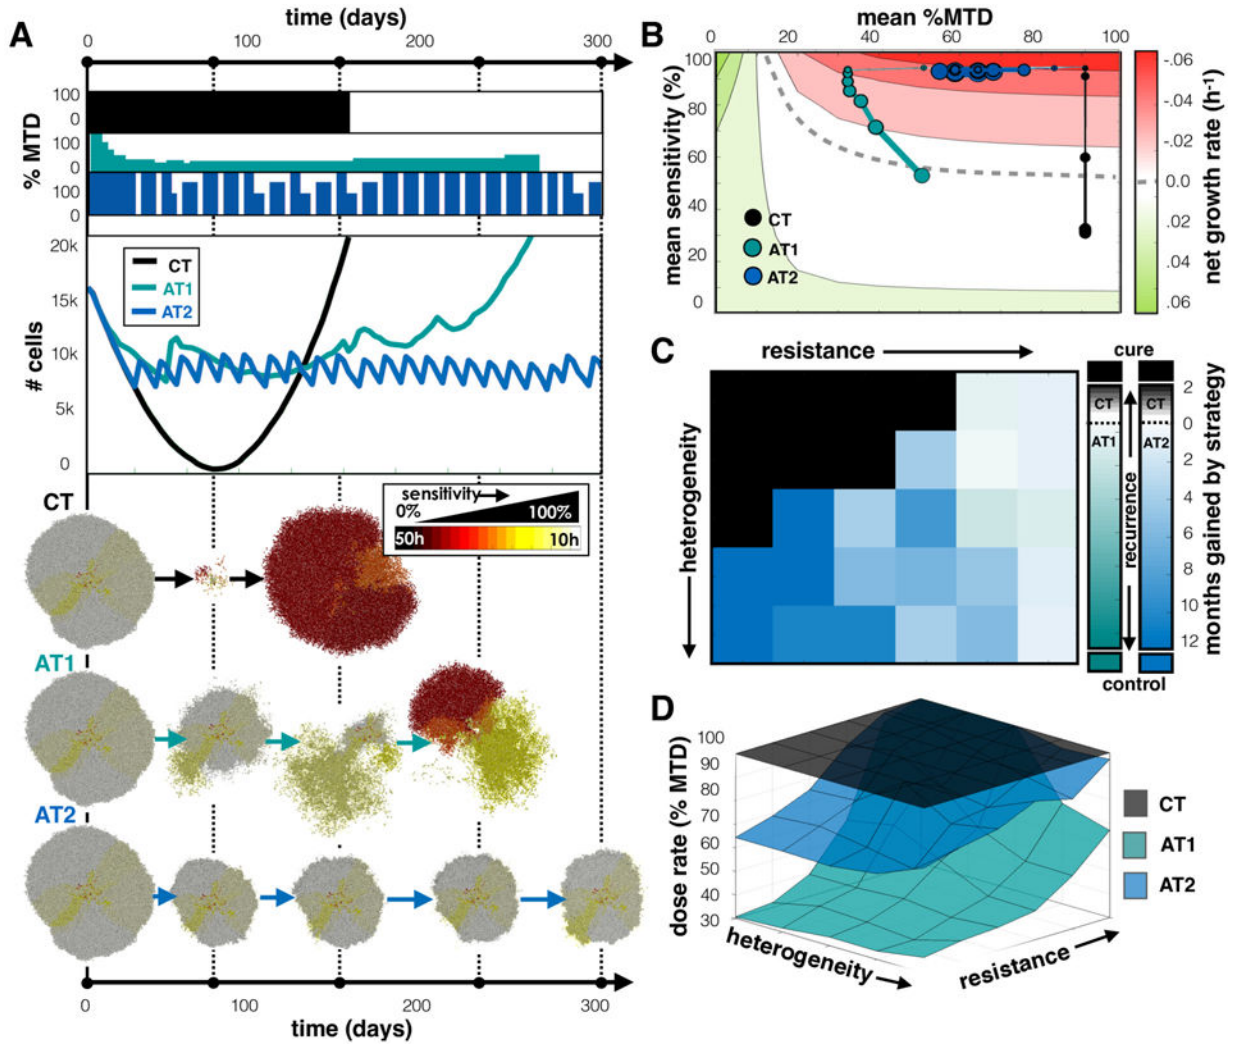 A
time (days)
0 100 200 300
% MTD
100
0
100
0
100
0
# cells
20k
15k
10k
5k
0
CT
AT1
AT2
sensitivity
0% 100%
50h 10h
CT
AT1
AT2
0 100 200 300
time (days)
B
mean %MTD
0 20 40 60 80 100
mean sensitivity (%)
100
80
60
40
20
0
CT
AT1
AT2
-.06
-.04
-.02
0.0
.02
.04
.06
net growth rate (h-1)
C
resistance
heterogeneity
cure
CT CT
AT1 AT2
recurrence
2
0
2
4
6
8
10
12
months gained by strategy
control
D
dose rate (% MTD)
100
90
80
70
60
50
40
30
heterogeneity
resistance
CT
AT1
AT2